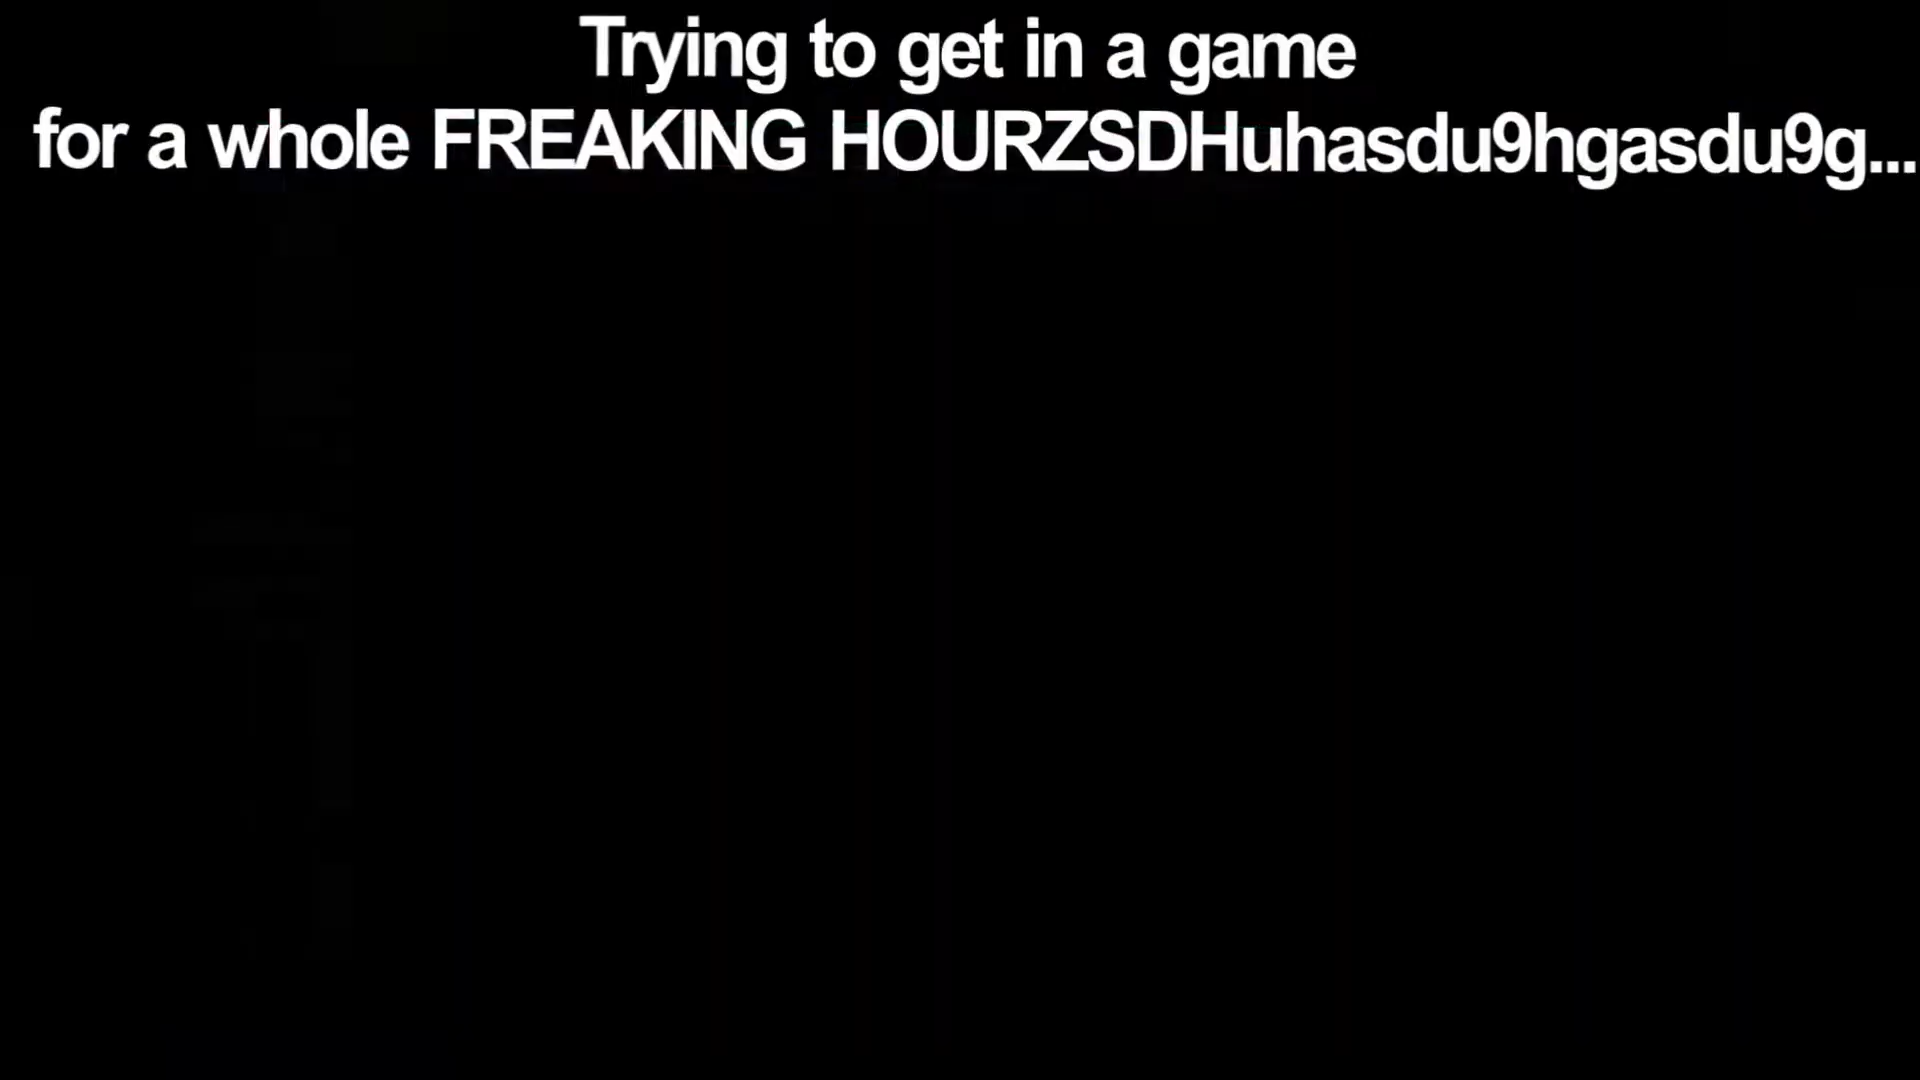 Trying to get in a game
for a whole FREAKING HOURZSDHuhasdu9hgasdu9g...